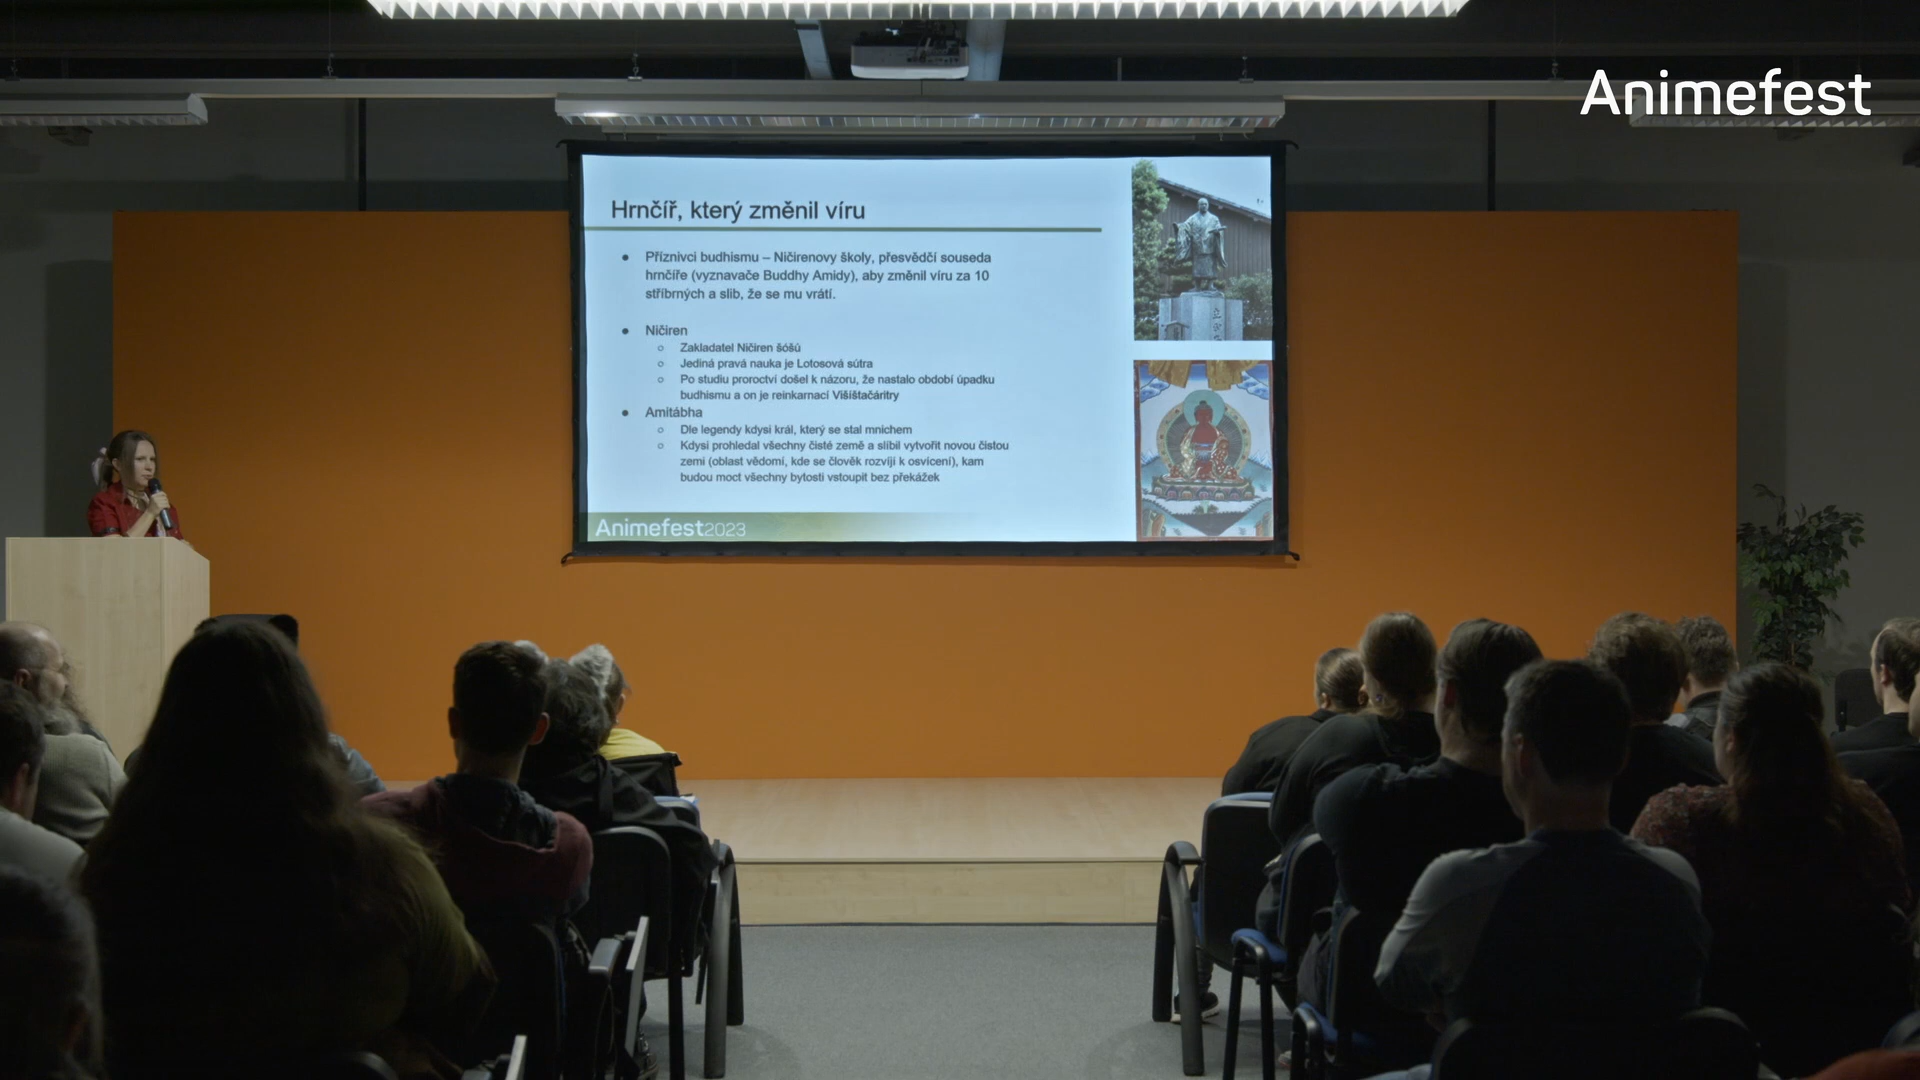 Animefest
Hrnčíř, který změnil víru
Příznivci budhismu – Ničirenovy školy, přesvědčí souseda
hrnčíře (vyznavače Buddhy Amidy), aby změnil víru za 10
stříbrných a slib, že se mu vrátí.
Ničiren
Zakladatel Ničiren šóšú
Jediná pravá nauka je Lotosová sútra
Po studiu proroctví došel k názoru, že nastalo období úpadku
budhismu a on je reinkarnací Višištačáritry
Amitábha
Dle legendy kdysi král, který se stal mnichem
Kdysi prohledal všechny čisté země a slíbil vytvořit novou čistou
zemi (oblast vědomí, kde se člověk rozvíjí k osvícení), kam
budou moct všechny bytosti vstoupit bez překážek
Animefest2023